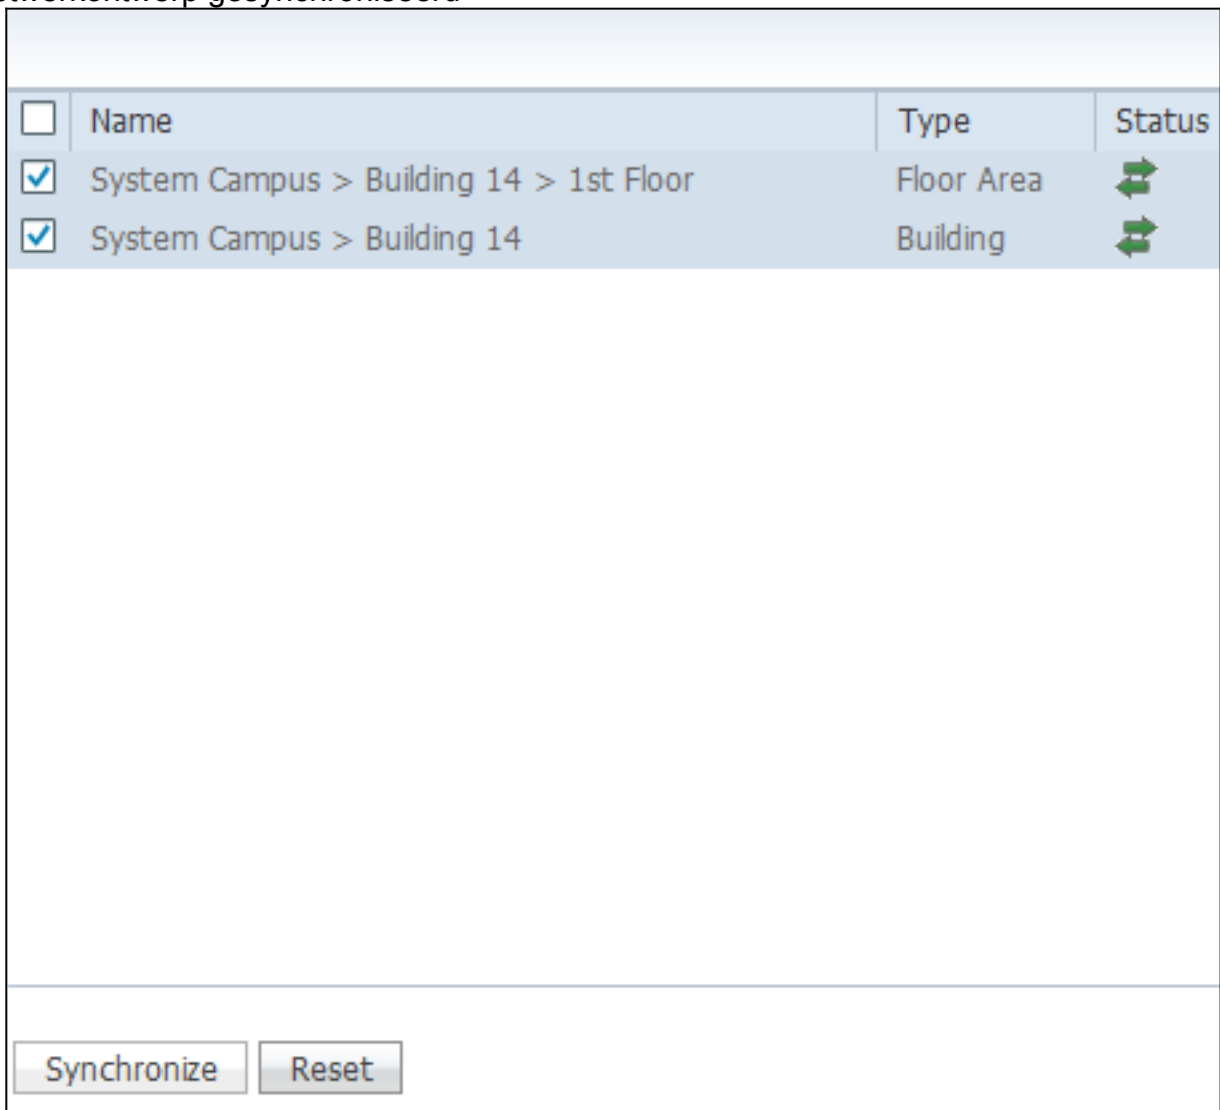 Name Type Status
System Campus > Building 14 > 1st Floor Floor Area
System Campus > Building 14 Building
Synchronize Reset